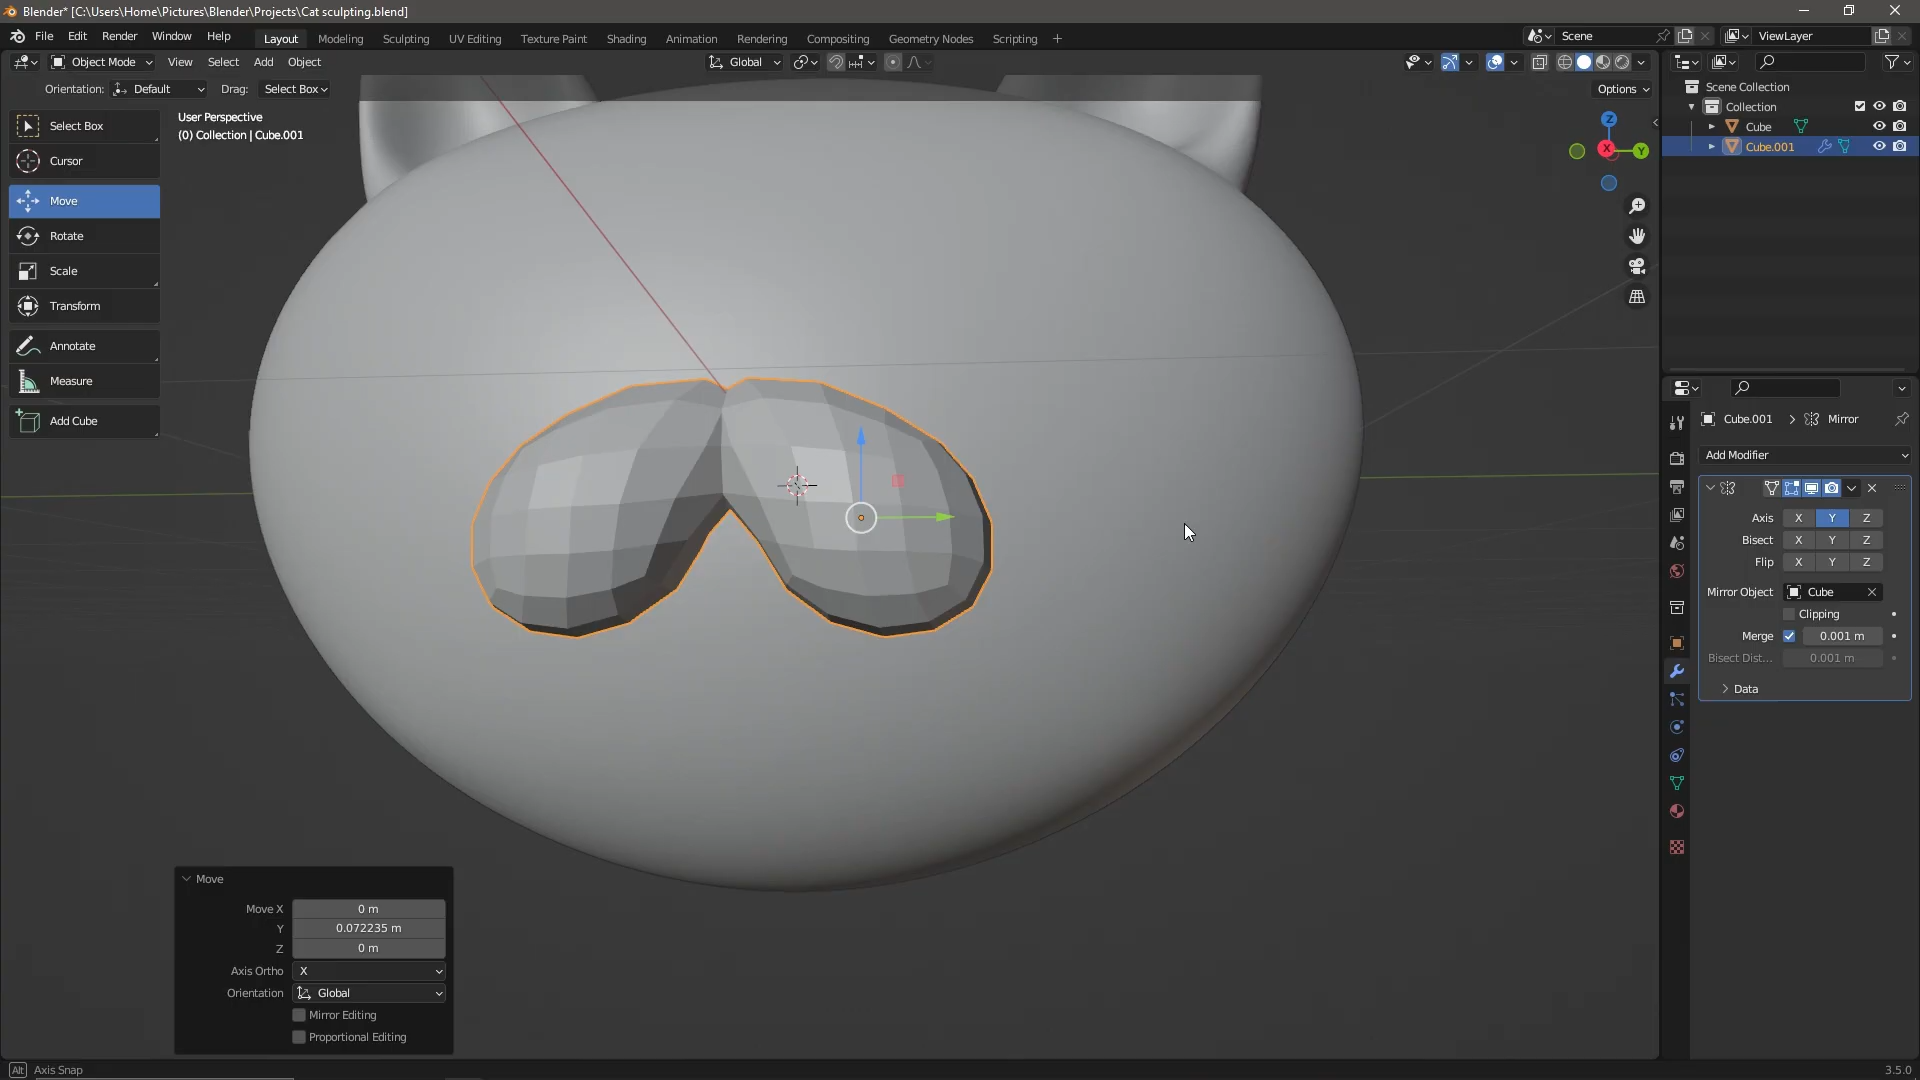 Blender* [C:\Users\Home\Pictures\Blender\Projects\Cat sculpting.blend]
File Edit Render Window Help Layout Modeling Sculpting UV Editing Texture Paint Shading Animation Rendering Compositing Geometry Nodes Scripting + Scene ViewLayer
Object Mode View Select Add Object Global
Orientation: Default Drag: Select Box Options
User Perspective
(0) Collection | Cube.001
Select Box
Cursor
Move
Rotate
Scale
Transform
Annotate
Measure
Add Cube
Z
X
Y
Scene Collection
Collection
Cube
Cube.001
Cube.001 > Mirror
Add Modifier
Axis X Y Z
Bisect X Y Z
Flip X Y Z
Mirror Object Cube
Clipping
Merge 0.001 m
Bisect Dist... 0.001 m
Data
Move
Move X 0 m
Y 0.072235 m
Z 0 m
Axis Ortho X
Orientation Global
Mirror Editing
Proportional Editing
Alt Axis Snap
3.5.0